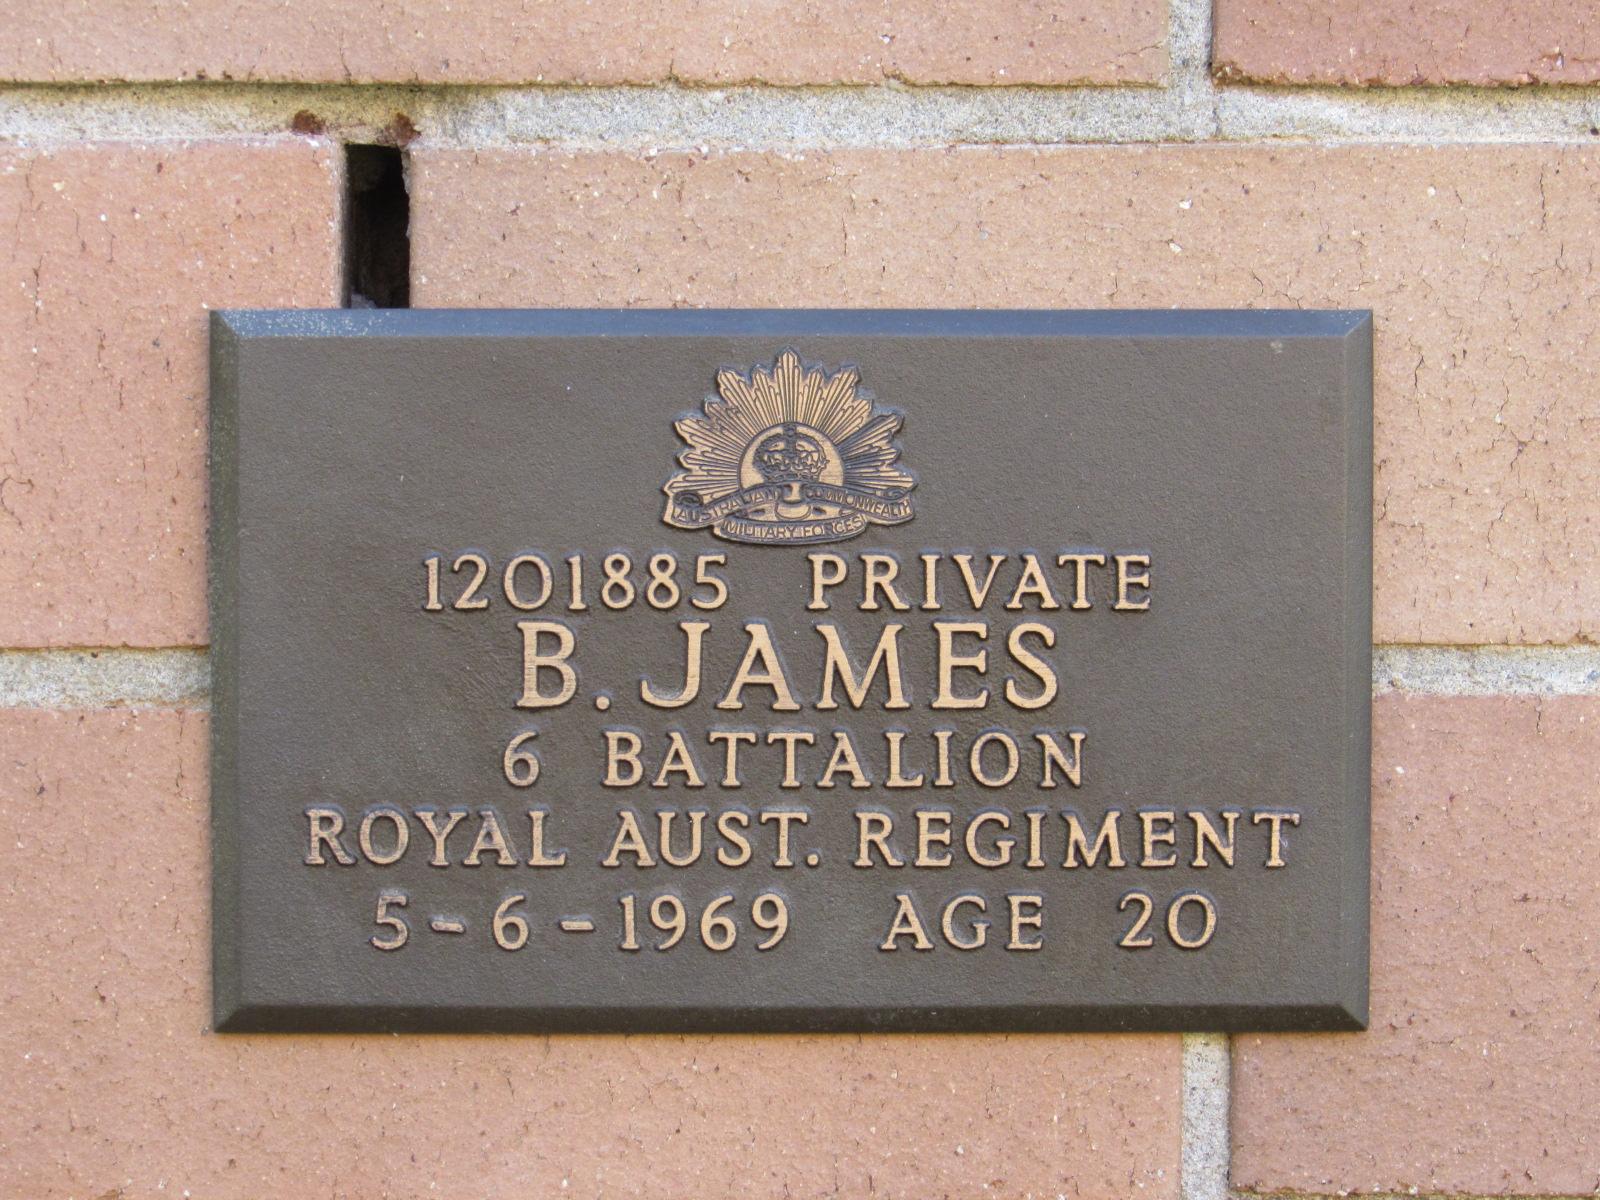 AUSTRALIAN COMMONWEALTH
MILITARY FORCES
1201885 PRIVATE
B. JAMES
6 BATTALION
ROYAL AUST. REGIMENT
5-6-1969 AGE 20